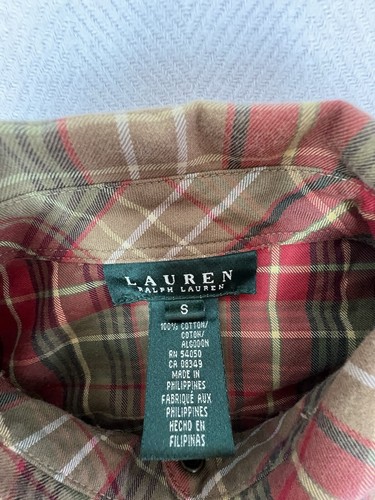 LAUREN
RALPH LAUREN
S
100% COTTON/
COTON/
ALGODON
RN 54050
CA 08349
MADE IN
PHILIPPINES
FABRIQUÉ AUX
PHILIPPINES
HECHO EN
FILIPINAS